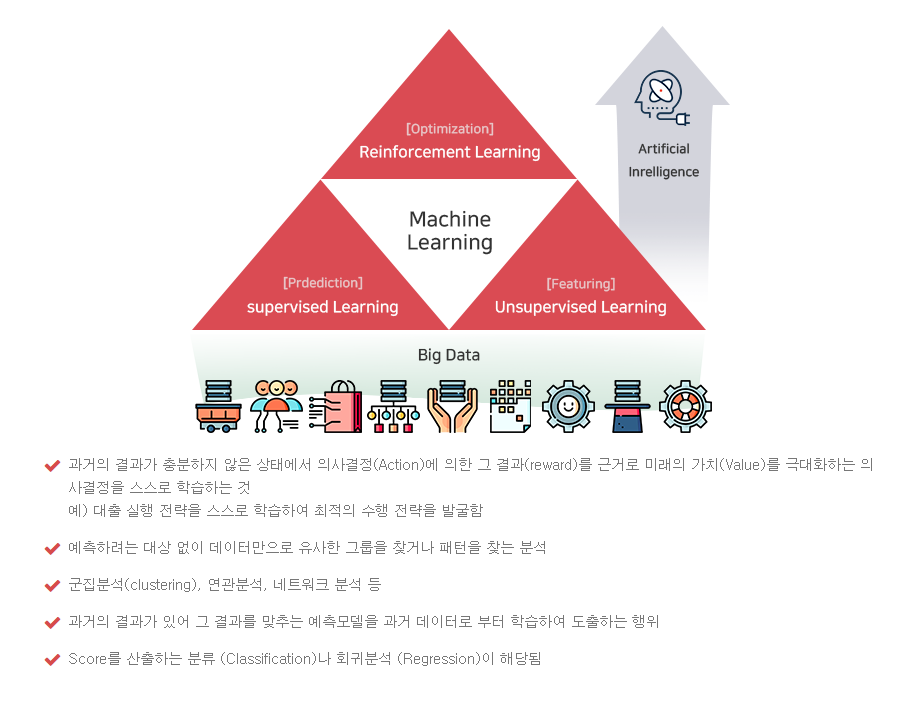 [Optimization]
Reinforcement Learning
Artificial
Inrelligence
Machine
Learning
[Prdediction]
supervised Learning
[Featuring]
Unsupervised Learning
Big Data
과거의 결과가 충분하지 않은 상태에서 의사결정(Action)에 의한 그 결과(reward)를 근거로 미래의 가치(Value)를 극대화하는 의
사결정을 스스로 학습하는 것
예) 대출 실행 전략을 스스로 학습하여 최적의 수행 전략을 발굴함
예측하려는 대상 없이 데이터만으로 유사한 그룹을 찾거나 패턴을 찾는 분석
군집분석(clustering), 연관분석, 네트워크 분석 등
과거의 결과가 있어 그 결과를 맞추는 예측모델을 과거 데이터로 부터 학습하여 도출하는 행위
Score를 산출하는 분류 (Classification)나 회귀분석 (Regression)이 해당됨